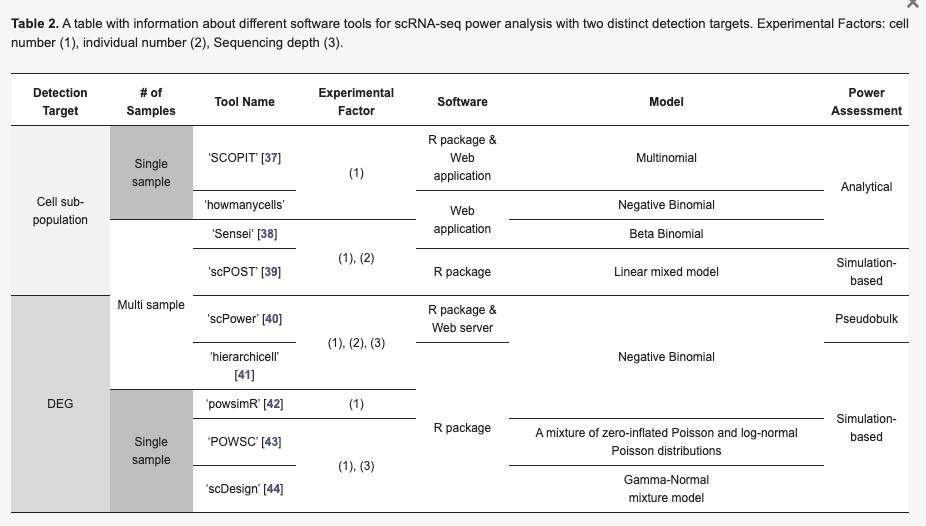 Table 2. A table with information about different software tools for scRNA-seq power analysis with two distinct detection targets. Experimental Factors: cell
number (1), individual number (2), Sequencing depth (3).
Detection
Target
# of
Samples
Tool Name
Experimental
Factor
Software
Model
Power
Assessment
Cell sub-
population
Single
sample
'SCOPIT' [37]
(1)
R package &
Web
application
Multinomial
Analytical
'howmanycells'
Web
application
Negative Binomial
Multi sample
'Sensei' [38]
(1), (2)
Beta Binomial
'scPOST' [39]
R package
Linear mixed model
Simulation-
based
DEG
'scPower' [40]
(1), (2), (3)
R package &
Web server
Negative Binomial
Pseudobulk
'hierarchicell'
[41]
R package
Simulation-
based
Single
sample
'powsimR' [42]
(1)
'POWSC' [43]
(1), (3)
A mixture of zero-inflated Poisson and log-normal
Poisson distributions
'scDesign' [44]
Gamma-Normal
mixture model